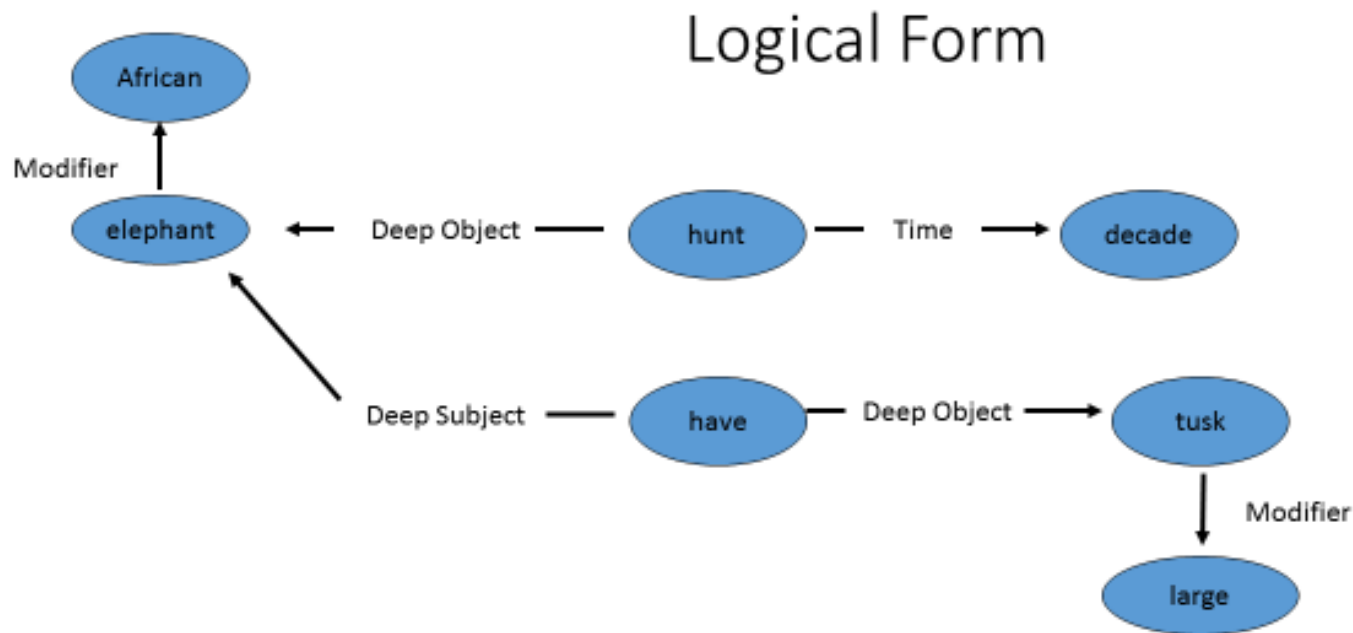 Logical Form
African
Modifier
elephant
Deep Object
hunt
Time
decade
Deep Subject
have
Deep Object
tusk
Modifier
large